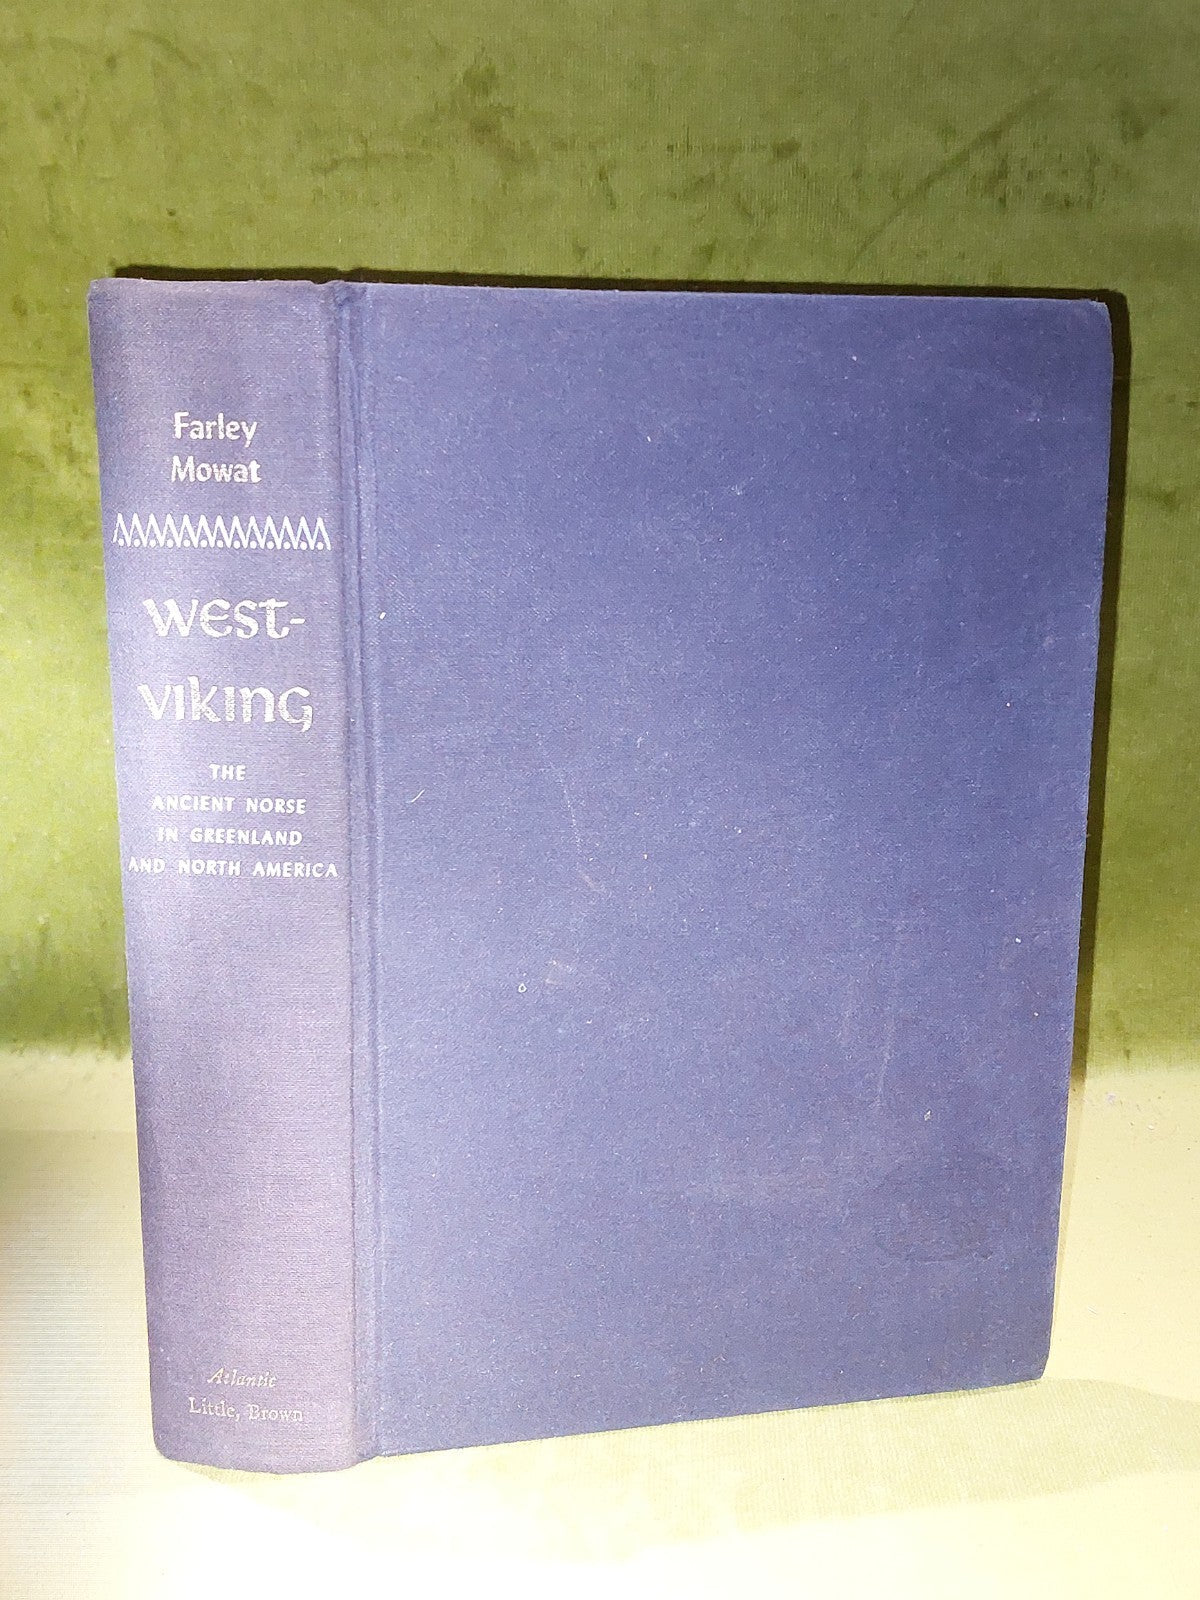 Farley
Mowat
West-
Viking
THE
ANCIENT NORSE
IN GREENLAND
AND NORTH AMERICA
Atlantic
Little, Brown